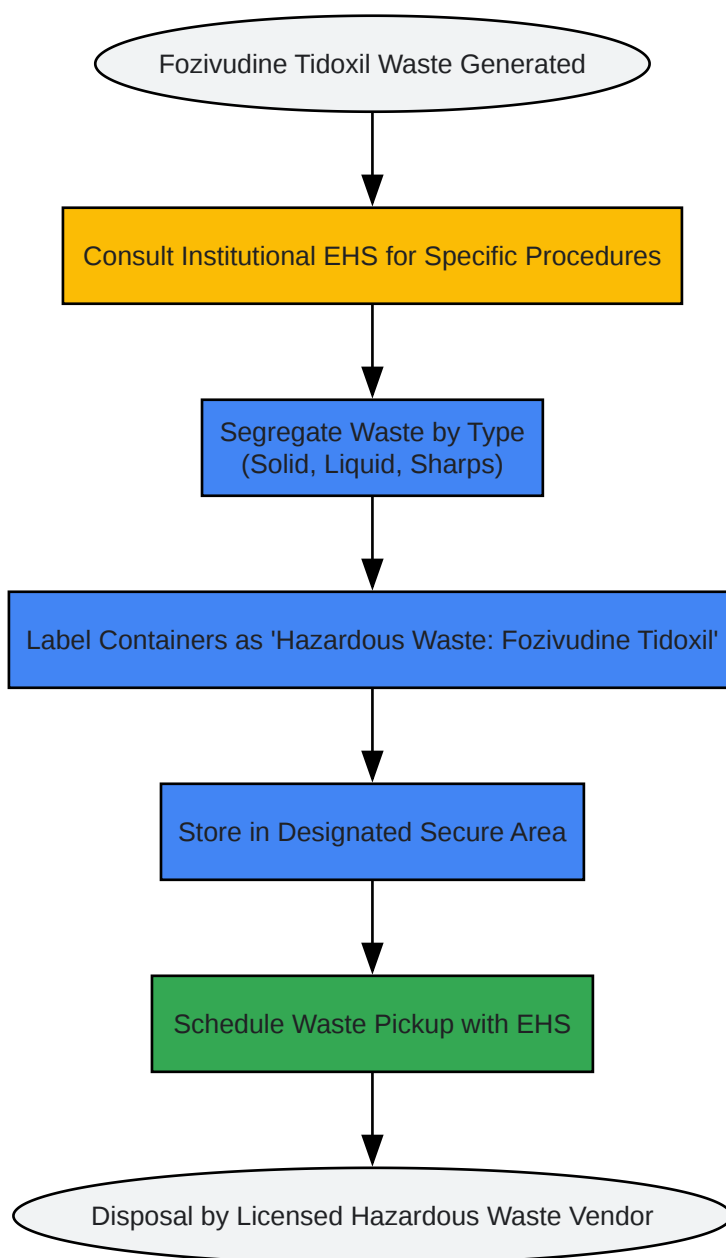 Fozivudine Tidoxil Waste Generated
Consult Institutional EHS for Specific Procedures
Segregate Waste by Type
(Solid, Liquid, Sharps)
Label Containers as 'Hazardous Waste: Fozivudine Tidoxil'
Store in Designated Secure Area
Schedule Waste Pickup with EHS
Disposal by Licensed Hazardous Waste Vendor